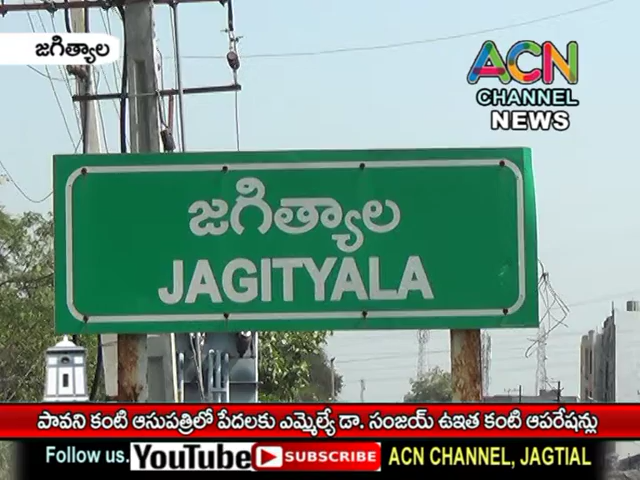 జగిత్యాల
ACN
CHANNEL
NEWS
జగిత్యాల
JAGITYALA
పావని కంటి ఆసుపత్రిలో పేదలకు ఎమ్మెల్యే డా. సంజయ్ ఉఇత కంటి ఆపరేషన్లు
Follow us. YouTube SUBSCRIBE ACN CHANNEL, JAGTIAL